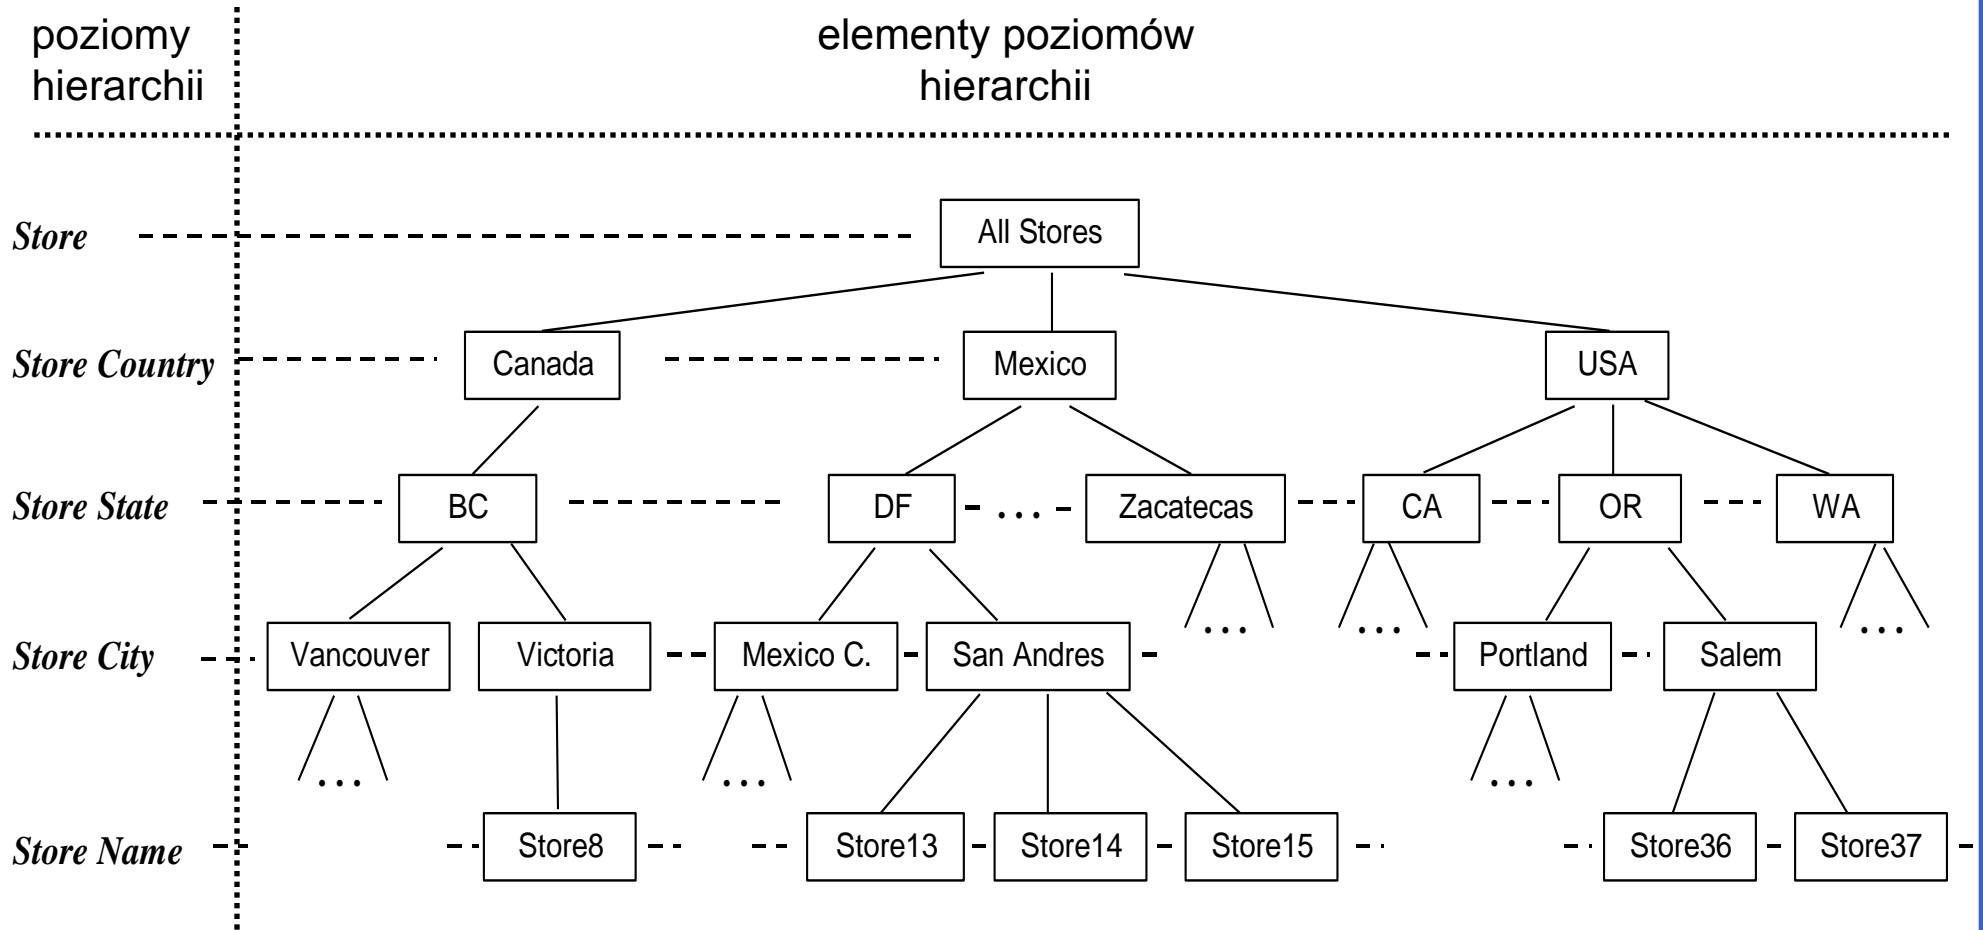 poziomy
hierarchii
elementy poziomów
hierarchii
Store
All Stores
Store Country
Canada
Mexico
USA
Store State
BC
DF
...
Zacatecas
CA
OR
WA
...
...
...
Store City
Vancouver
Victoria
Mexico C.
San Andres
Portland
Salem
...
...
...
Store Name
Store8
Store13
Store14
Store15
Store36
Store37